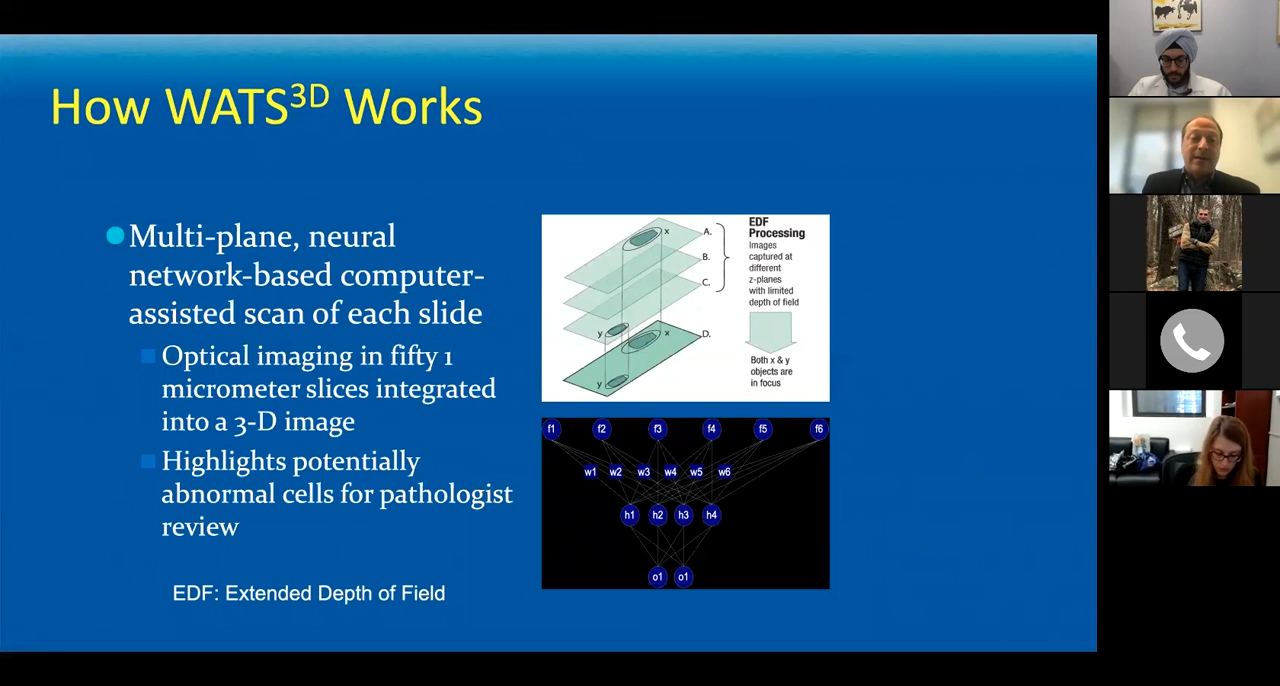 How WATS3D Works
Multi-plane, neural
network-based computer-
assisted scan of each slide
Optical imaging in fifty 1
micrometer slices integrated
into a 3-D image
Highlights potentially
abnormal cells for pathologist
review
EDF: Extended Depth of Field
x
A.
B.
C.
y
x
D.
y
EDF
Processing
Images
captured at
different
z-planes
with limited
depth of field
Both x & y
objects are
in focus
f1 f2 f3 f4 f5 f6
w1 w2 w3 w4 w5 w6
h1 h2 h3 h4
o1 o1